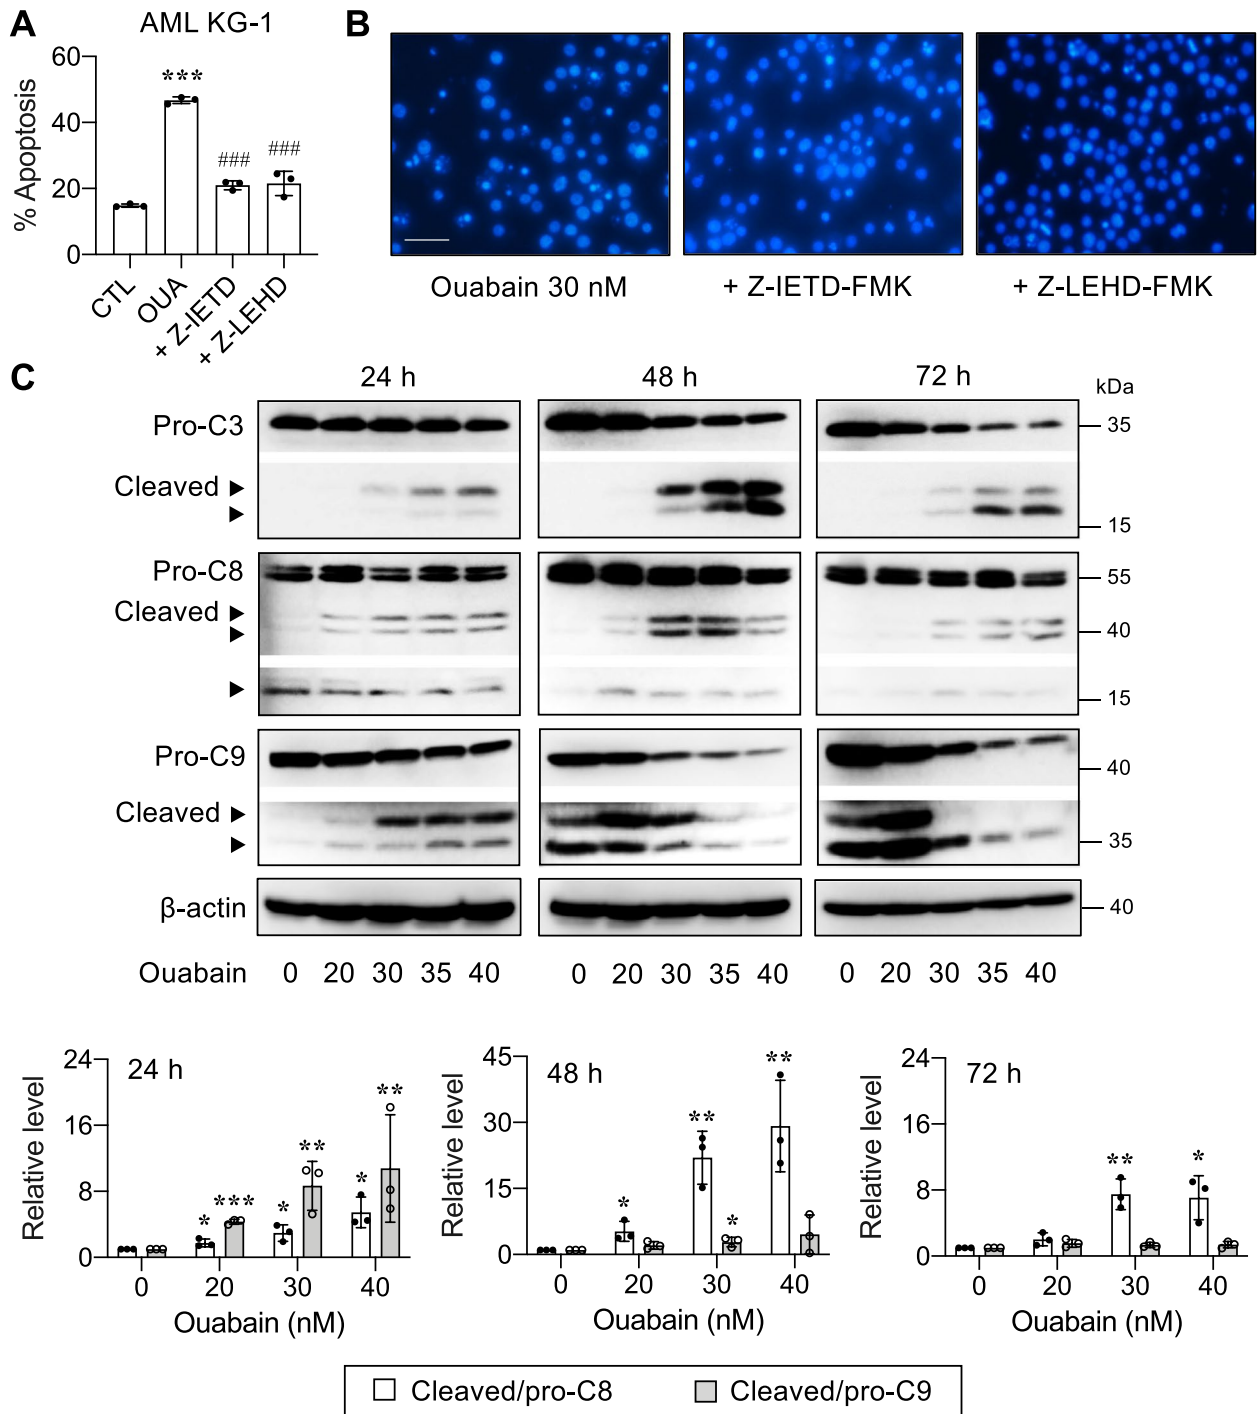 A
AML KG-1
% Apoptosis
60
40
20
0
***
###
###
CTL
OUA
+ Z-IETD
+ Z-LEHD
B
Ouabain 30 nM
+ Z-IETD-FMK
+ Z-LEHD-FMK
C
24 h
48 h
72 h
kDa
Pro-C3
35
Cleaved
15
Pro-C8
55
Cleaved
40
15
Pro-C9
40
Cleaved
35
β-actin
40
Ouabain
0 20 30 35 40
0 20 30 35 40
0 20 30 35 40
Relative level
24
16
8
0
24 h
*
***
*
**
*
**
0 20 30 40
Ouabain (nM)
Relative level
45
30
15
0
48 h
*
**
*
**
0 20 30 40
Ouabain (nM)
Relative level
24
16
8
0
72 h
**
*
0 20 30 40
Ouabain (nM)
Cleaved/pro-C8
Cleaved/pro-C9